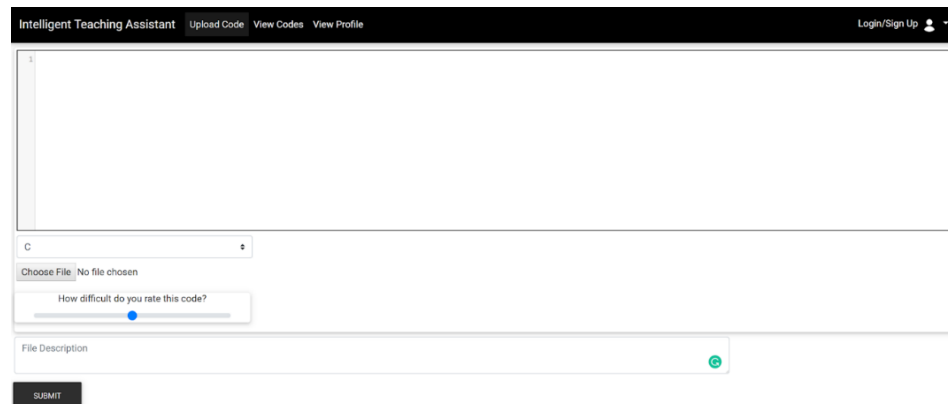 Intelligent Teaching Assistant Upload Code View Codes View Profile Login/Sign Up
1
C
Choose File No file chosen
How difficult do you rate this code?
File Description
SUBMIT